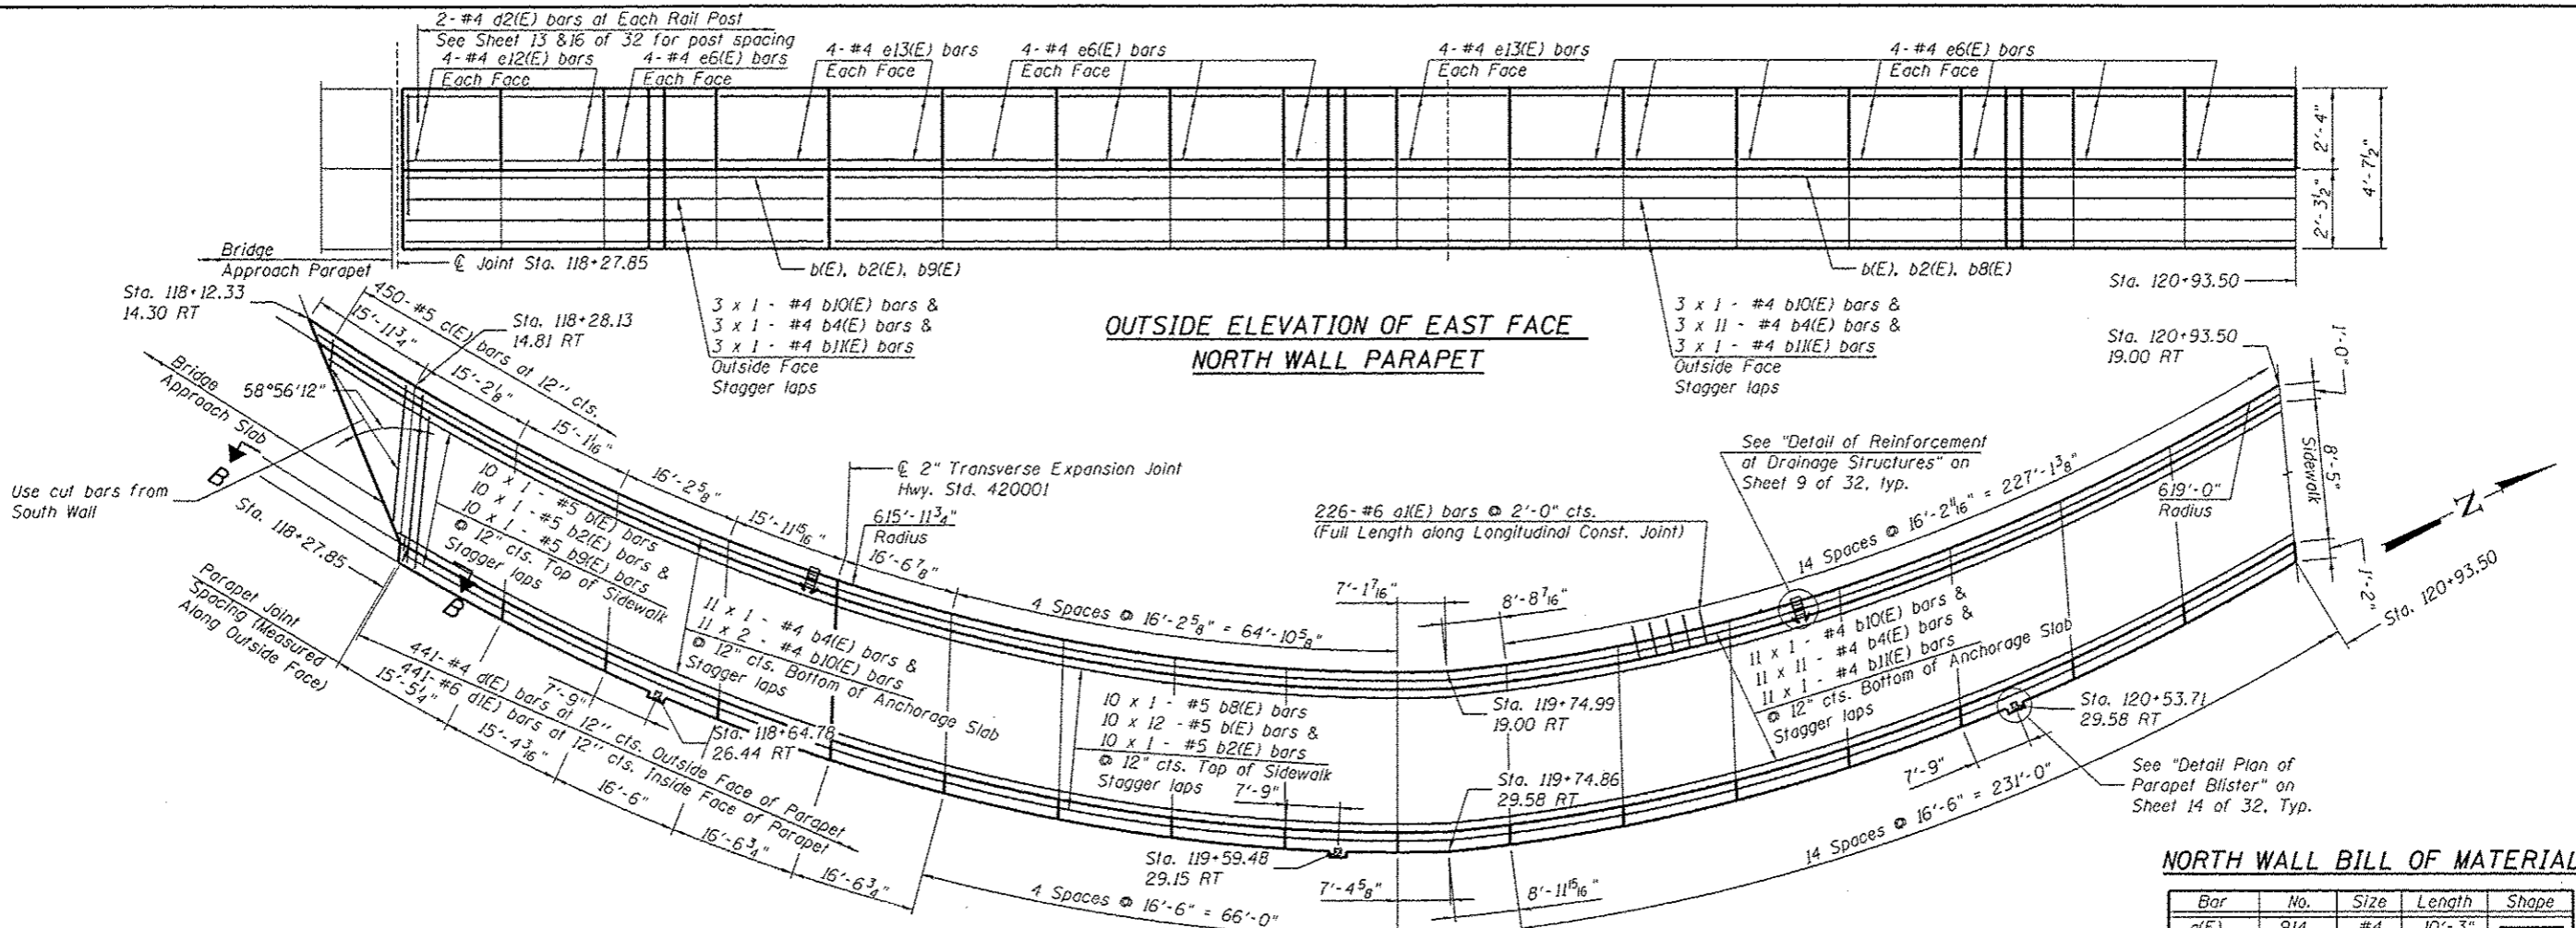 2- #4 d2(E) bars at Each Rail Post
See Sheet 13 &16 of 32 for post spacing
4- #4 e12(E) bars
Each Face
4- #4 e6(E) bars
Each Face
4- #4 e13(E) bars
Each Face
4- #4 e6(E) bars
Each Face
4- #4 e13(E) bars
Each Face
4- #4 e6(E) bars
Each Face
2'-4"
2'-3½"
4'-7½"
Bridge
Approach Parapet
℄ Joint Sta. 118+27.85
b(E), b2(E), b9(E)
b(E), b2(E), b8(E)
Sta. 120+93.50
3 x 1 - #4 b10(E) bars &
3 x 1 - #4 b4(E) bars &
3 x 1 - #4 b11(E) bars
Outside Face
Stagger laps
OUTSIDE ELEVATION OF EAST FACE
NORTH WALL PARAPET
3 x 1 - #4 b10(E) bars &
3 x 11 - #4 b4(E) bars &
3 x 1 - #4 b11(E) bars
Outside Face
Stagger laps
Sta. 118+12.33
14.30 RT
450-#5 c(E) bars at 12" cts.
15'-11¾"
Sta. 118+28.13
14.81 RT
15'-2⅛"
15'-1⁄16"
16'-2⅝"
15'-11 15⁄16"
Bridge
Approach Slab
58°56'12"
B
Use cut bars from
South Wall
Sta. 118+27.85
B
10 x 1 - #5 b(E) bars
10 x 1 - #5 b2(E) bars &
10 x 1 - #5 b9(E) bars
@ 12" cts. Top of Sidewalk
Stagger laps
℄ 2" Transverse Expansion Joint
Hwy. Std. 420001
615'-11¾"
Radius
16'-6⅞"
4 Spaces @ 16'-2⅝" = 64'-10⅝"
226-#6 a1(E) bars @ 2'-0" cts.
(Full Length along Longitudinal Const. Joint)
7'-1 7⁄16"
8'-8 7⁄16"
See "Detail of Reinforcement
at Drainage Structures" on
Sheet 9 of 32, typ.
14 Spaces @ 16'-2 11⁄16" = 227'-1⅜"
Sta. 120+93.50
19.00 RT
1'-0"
619'-0"
Radius
8'-5"
Sidewalk
1'-2"
Sta. 120+93.50
N
Parapet Joint
Spacing (Measured
Along Outside Face)
441-#4 d(E) bars at 12" cts. Outside Face of Parapet
441-#6 d1(E) bars at 12" cts. Inside Face of Parapet
15'-5¼"
15'-4 3⁄16"
16'-6"
16'-6¾"
16'-6¾"
7'-9"
Sta. 118+64.78
26.44 RT
11 x 1 - #4 b4(E) bars &
11 x 2 - #4 b10(E) bars
@ 12" cts. Bottom of Anchorage Slab
Stagger laps
10 x 1 - #5 b8(E) bars
10 x 12 -#5 b(E) bars &
10 x 1 - #5 b2(E) bars
@ 12" cts. Top of Sidewalk
Stagger laps
7'-9"
Sta. 119+74.99
19.00 RT
Sta. 119+74.86
29.58 RT
Sta. 119+59.48
29.15 RT
4 Spaces @ 16'-6" = 66'-0"
7'-4⅝"
8'-11 15⁄16"
11 x 1 - #4 b10(E) bars &
11 x 11 - #4 b4(E) bars &
11 x 1 - #4 b11(E) bars
@ 12" cts. Bottom of Anchorage Slab
Stagger laps
Sta. 120+53.71
29.58 RT
7'-9"
14 Spaces @ 16'-6" = 231'-0"
See "Detail Plan of
Parapet Blister" on
Sheet 14 of 32, Typ.
NORTH WALL BILL OF MATERIAL
Bar No. Size Length Shape
a(E) 914 #4 10'-3"